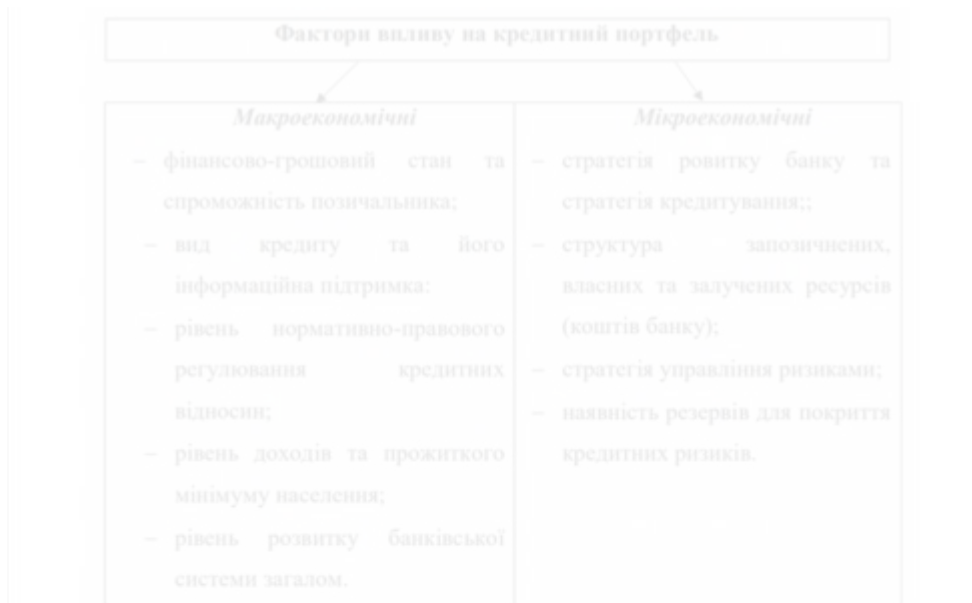 Фактори впливу на кредитний портфель
Макроекономічні
– фінансово-грошовий стан та
спроможність позичальника;
– вид кредиту та його
інформаційна підтримка:
– рівень нормативно-правового
регулювання кредитних
відносин;
– рівень доходів та прожиткого
мінімуму населення;
– рівень розвитку банківської
системи загалом.
Мікроекономічні
– стратегія ровитку банку та
стратегія кредитування;;
– структура запозичнених,
власних та залучених ресурсів
(коштів банку);
– стратегія управління ризиками;
– наявність резервів для покриття
кредитних ризиків.